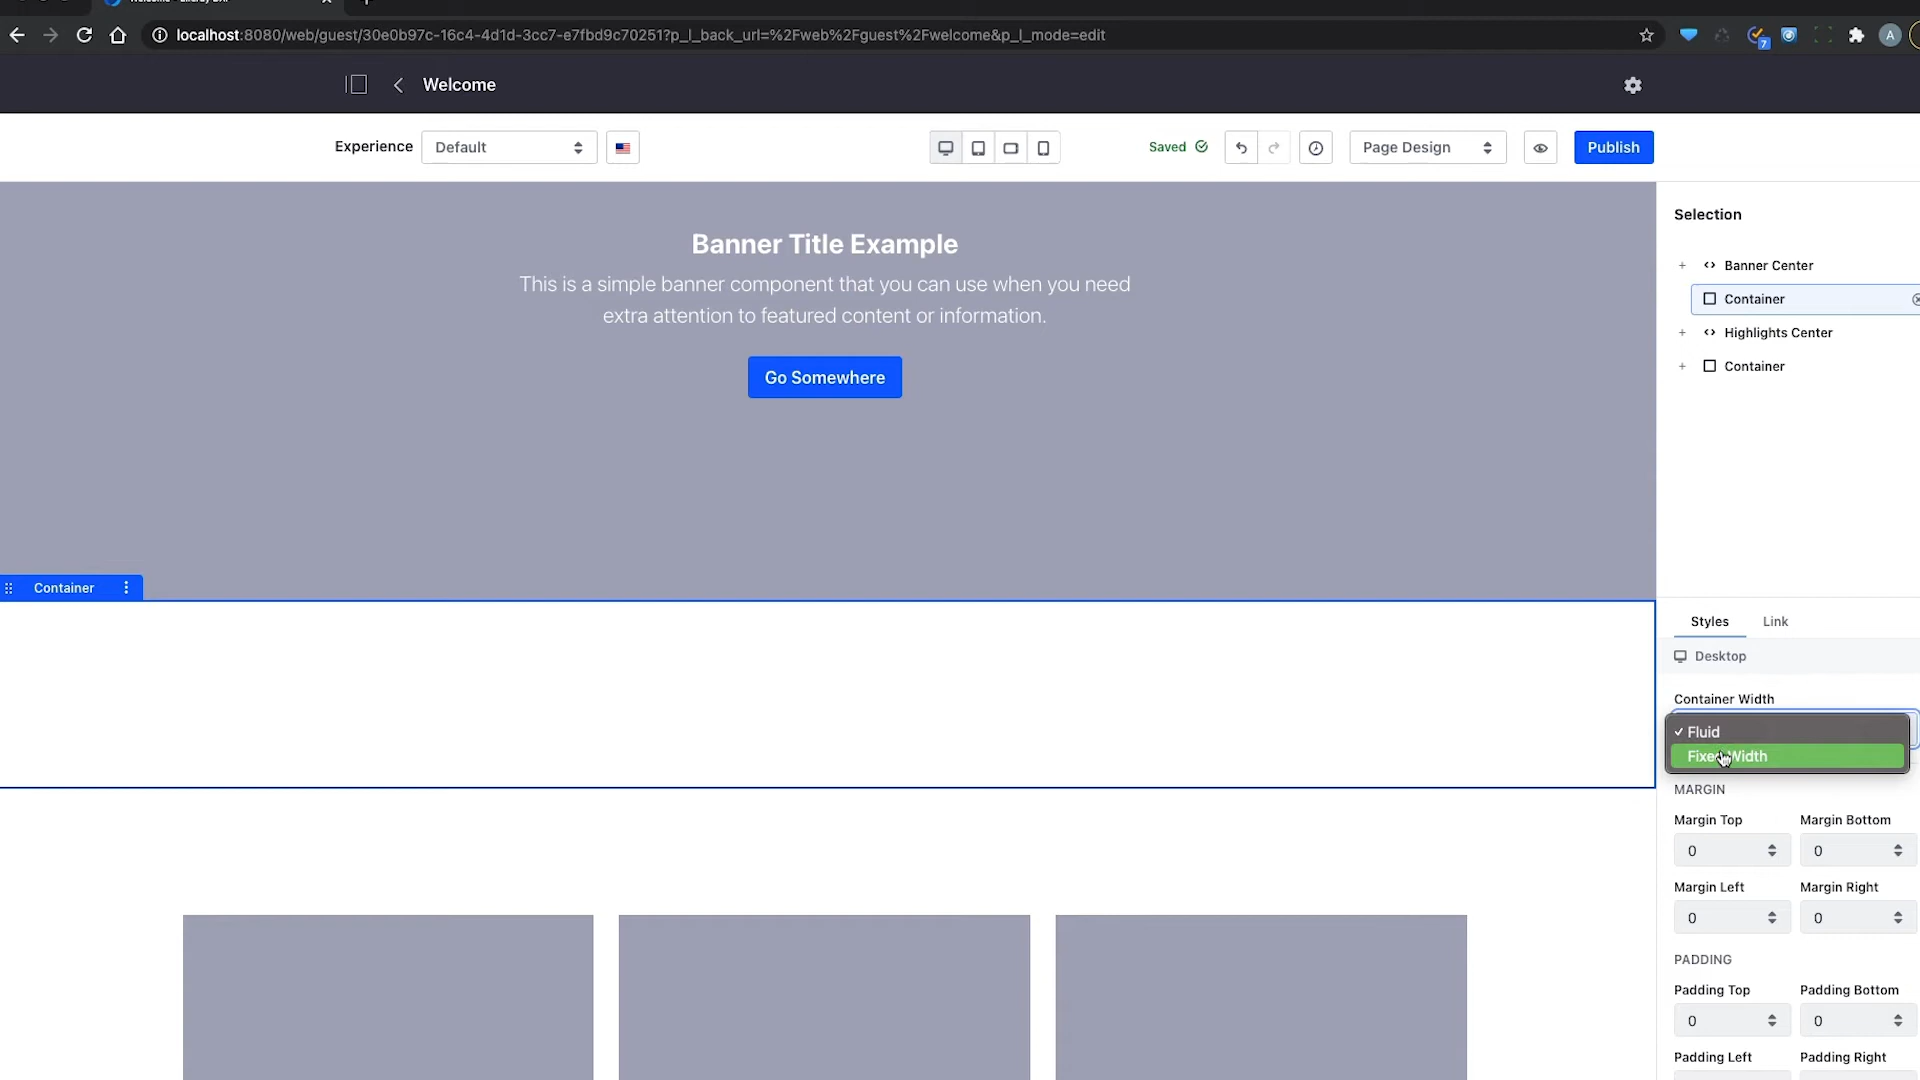 localhost:8080/web/guest/30e0b97c-16c4-4d1d-3cc7-e7fbd9c70251?p_l_back_url=%2Fweb%2Fguest%2Fwelcome&p_l_mode=edit
7
A
Welcome
Experience
Default
Saved
Page Design
Publish
Banner Title Example
This is a simple banner component that you can use when you need
extra attention to featured content or information.
Go Somewhere
Container
Selection
Banner Center
Container
Highlights Center
Container
Styles
Link
Desktop
Container Width
Fluid
Fixed Width
MARGIN
Margin Top
Margin Bottom
0
0
Margin Left
Margin Right
0
0
PADDING
Padding Top
Padding Bottom
0
0
Padding Left
Padding Right